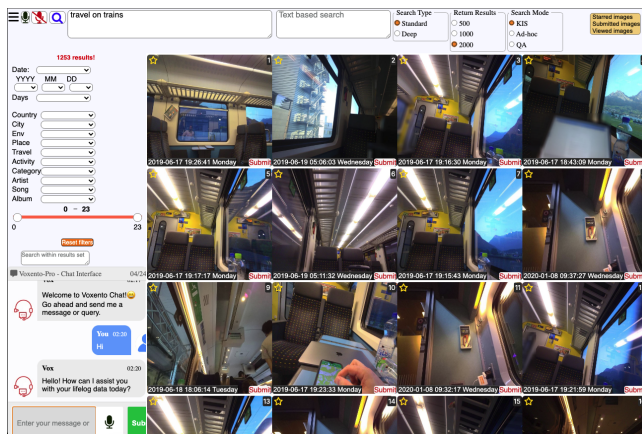 travel on trains
Text based search
Search Type
Standard
Deep
Return Results
500
1000
2000
Search Mode
KIS
Ad-hoc
QA
Starred images
Submitted images
Viewed images
1253 results!
Date:
YYYY MM DD
Days
Country
City
Env
Place
Travel
Activity
Category
Artist
Song
Album
0 – 23
0 23
Reset filters
Search within results set
Voxento-Pro - Chat Interface 04/24
Vox
Welcome to Voxento Chat!😀
Go ahead and send me a
message or query.
You 02:20
Hi
Vox 02:20
Hello! How can I assist you
with your lifelog data today?
Enter your message or
Sub
1
2019-06-17 19:26:41 Monday Submit
2
2019-06-19 05:06:03 Wednesday Submit
3
2019-06-17 19:16:30 Monday Submit
2019-06-17 18:43:09 Monday Submit
5
2019-06-17 19:17:17 Monday Submit
6
2019-06-19 05:11:32 Wednesday Submit
7
2019-06-17 19:15:43 Monday Submit
2020-01-08 09:37:27 Wednesday Submit
9
2019-06-18 18:06:14 Tuesday Submit
10
2019-06-17 19:23:33 Monday Submit
11
2020-01-08 09:32:17 Wednesday Submit
1
2019-06-17 19:21:59 Monday Submit
13
14
15
1